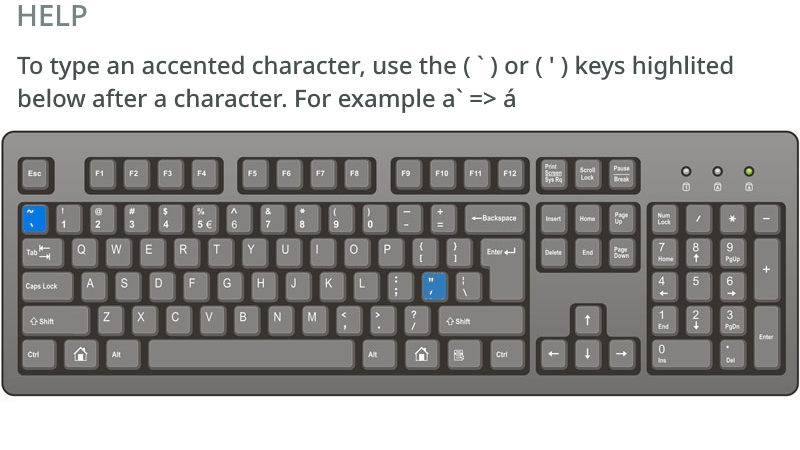 HELP
To type an accented character, use the ( ` ) or ( ' ) keys highlited
below after a character. For example a` => á
Esc F1 F2 F3 F4 F5 F6 F7 F8 F9 F10 F11 F12 Print Screen Sys Rq Scroll Lock Pause Break
~ ` ! 1 @ 2 # 3 $ 4 % 5 € ^ 6 & 7 * 8 ( 9 ) 0 — - + = ←Backspace Insert Home Page Up Num Lock / * −
Tab Q W E R T Y U I O P { [ } ] Enter Delete End Page Down 7 Home 8 ↑ 9 PgUp +
Caps Lock A S D F G H J K L : ; " ' ¦ \ 4 ← 5 6 →
⇧Shift Z X C V B N M < , > . ? / ⇧Shift ↑ 1 End 2 ↓ 3 PgDn Enter
Ctrl Alt Alt Ctrl ← ↓ → 0 Ins . Del